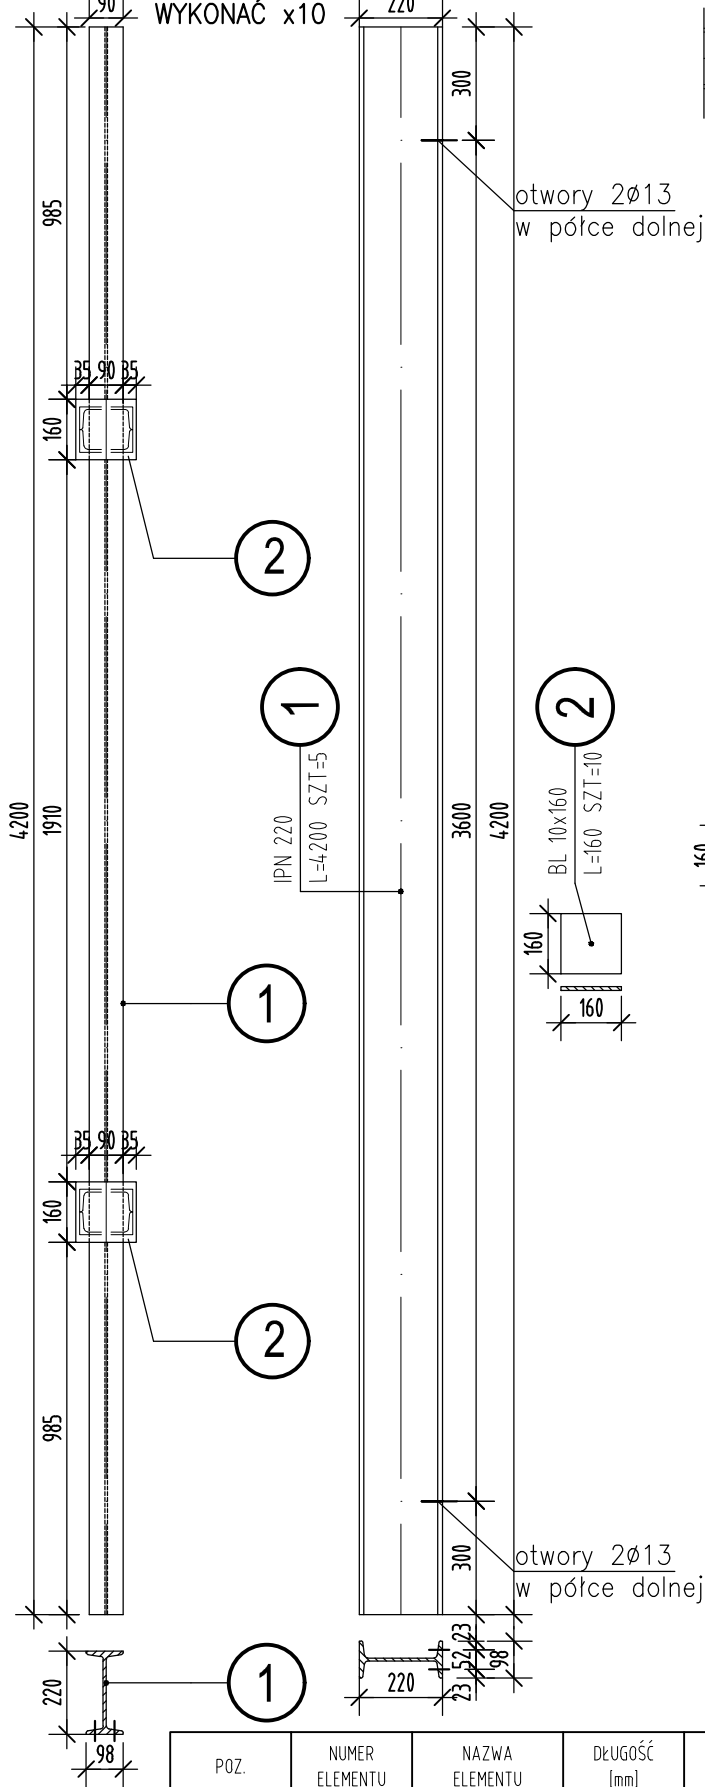 90
WYKONAĆ x10
220
300
otwory 2ø13
w półce dolnej
985
35 90 35
160
2
1
IPN 220
L=4200 SZT=5
2
BL 10x160
L=160 SZT=10
4200
1910
3600
4200
160
160
160
1
35 90 35
160
2
985
otwory 2ø13
w półce dolnej
300
23
52
23
98
220
220
1
98
POZ.
NUMER
ELEMENTU
NAZWA
ELEMENTU
DŁUGOŚĆ
[mm]